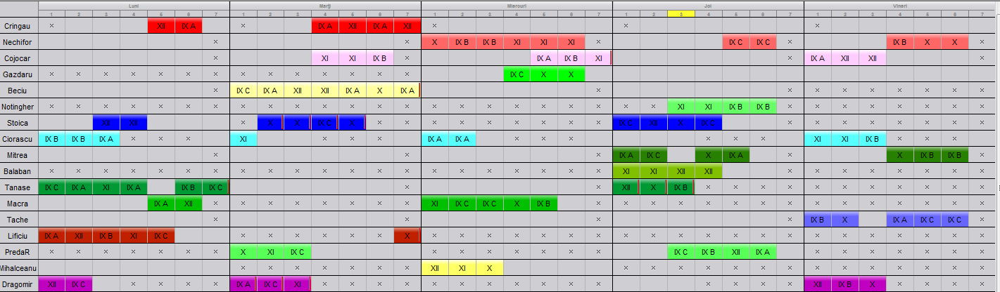 Luni Marţi Miercuri Joi Vineri
1 2 3 4 5 6 7 1 2 3 4 5 6 7 1 2 3 4 5 6 7 1 2 3 4 5 6 7 1 2 3 4 5 6 7
Cringau XII IX A IX A XII IX A XII
Nechifor X IX B IX B XI XI XI IX C IX C IX B X X
Cojocar XI XI IX B IX A IX B XI IX A XII XII
Gazdaru IX C X X
Beciu IX C IX A XII XII IX A X IX A
Notingher XI XI IX B IX B
Stoica XII XII X X IX C X IX C XII X IX C
Ciorascu IX B IX B IX A XI IX A IX A XI XI IX B
Mitrea IX A IX C X IX A X IX B IX B
Balaban XI XI XII XII
Tanase IX C IX A XI IX A IX B IX C XII X IX B
Macra IX A XII XI IX C IX C X IX B
Tache IX B X IX A IX C IX C
Lificiu IX A XII IX B XI IX C X
PredaR X XI IX C IX C IX B XII IX A
Mihalceanu XII XI X
Dragomir XII IX C IX A IX C XI XII IX B X